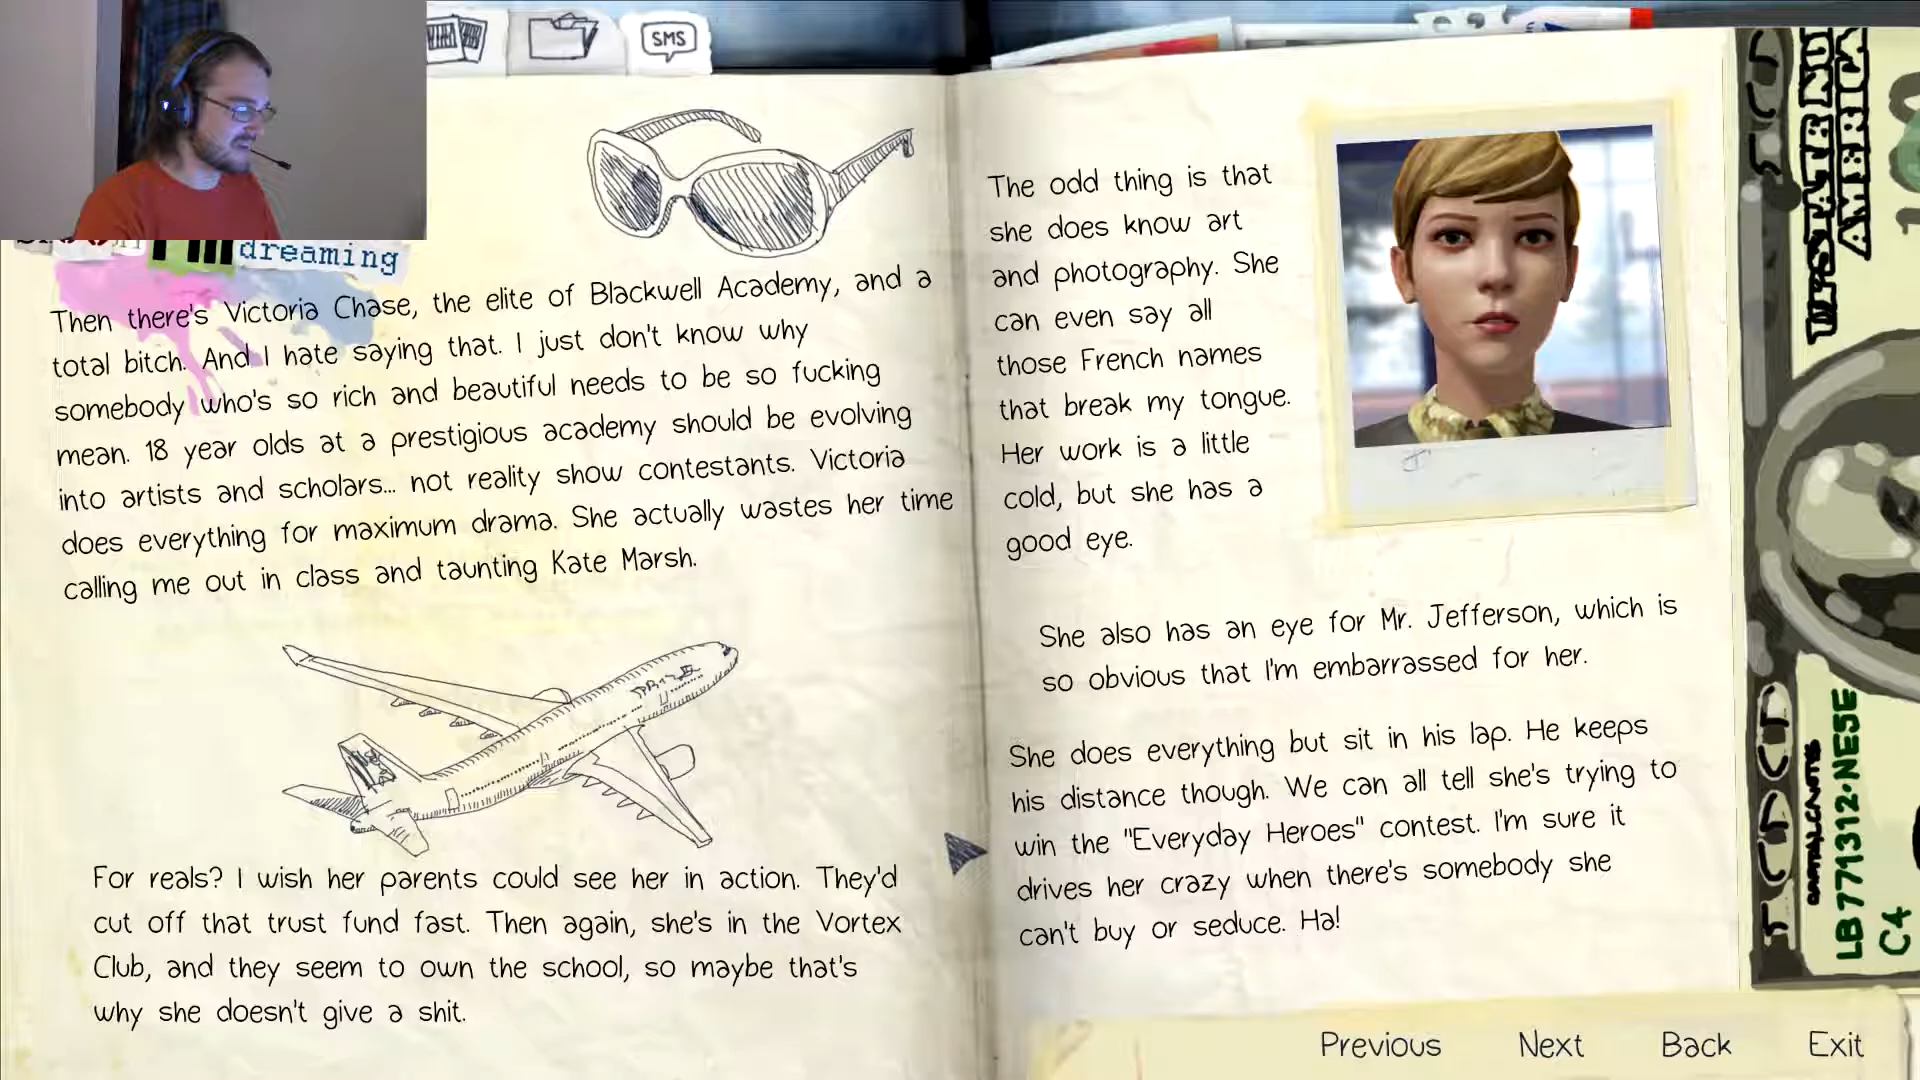 SMS
dreaming
Then there's Victoria Chase, the elite of Blackwell Academy, and a
total bitch. And I hate saying that. I just don't know why
somebody who's so rich and beautiful needs to be so fucking
mean. 18 year olds at a prestigious academy should be evolving
into artists and scholars... not reality show contestants. Victoria
does everything for maximum drama. She actually wastes her time
calling me out in class and taunting Kate Marsh.
For reals? I wish her parents could see her in action. They'd
cut off that trust fund fast. Then again, she's in the Vortex
Club, and they seem to own the school, so maybe that's
why she doesn't give a shit.
The odd thing is that
she does know art
and photography. She
can even say all
those French names
that break my tongue.
Her work is a little
cold, but she has a
good eye.
She also has an eye for Mr. Jefferson, which is
so obvious that I'm embarrassed for her.
She does everything but sit in his lap. He keeps
his distance though. We can all tell she's trying to
win the "Everyday Heroes" contest. I'm sure it
drives her crazy when there's somebody she
can't buy or seduce. Ha!
AMERICA
LB771312-NESE
C4
Previous Next Back Exit